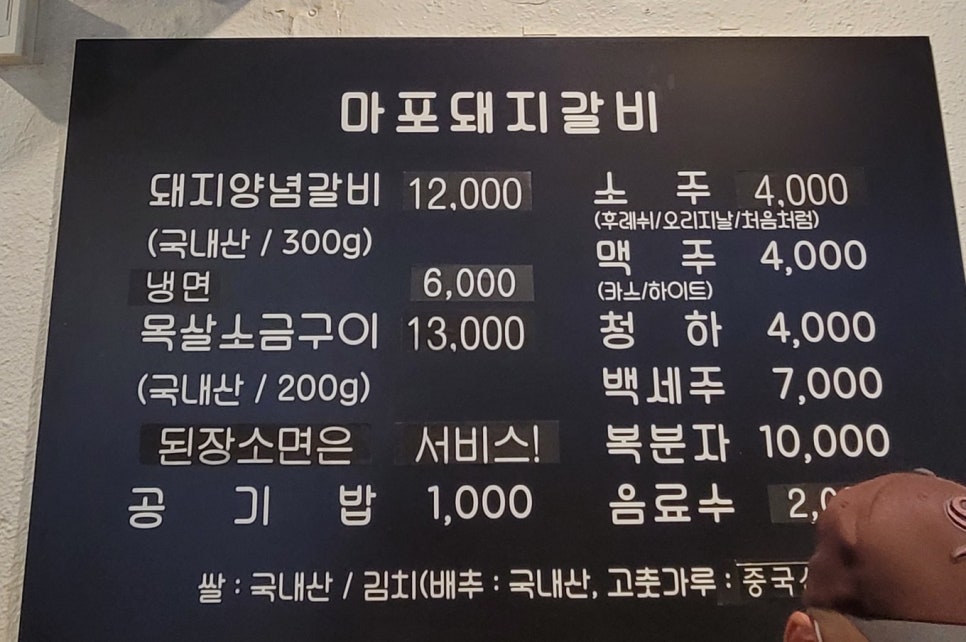 마포돼지갈비
돼지양념갈비 12,000
(국내산 / 300g)
냉면 6,000
목살소금구이 13,000
(국내산 / 200g)
된장소면은 서비스!
공기밥 1,000
소주 4,000
(후레쉬/오리지날/처음처럼)
맥주 4,000
(카스/하이트)
청하 4,000
백세주 7,000
복분자 10,000
음료수
쌀 : 국내산 / 김치(배추 : 국내산, 고춧가루 :